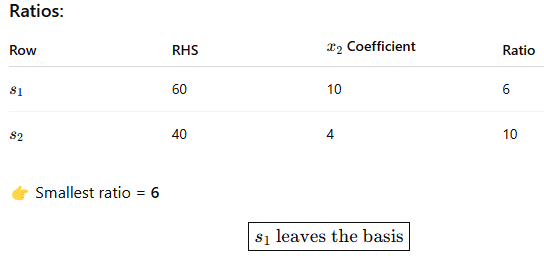 Ratios:
Row RHS x₂ Coefficient Ratio
s₁ 60 10 6
s₂ 40 4 10
👉 Smallest ratio = 6
s₁ leaves the basis